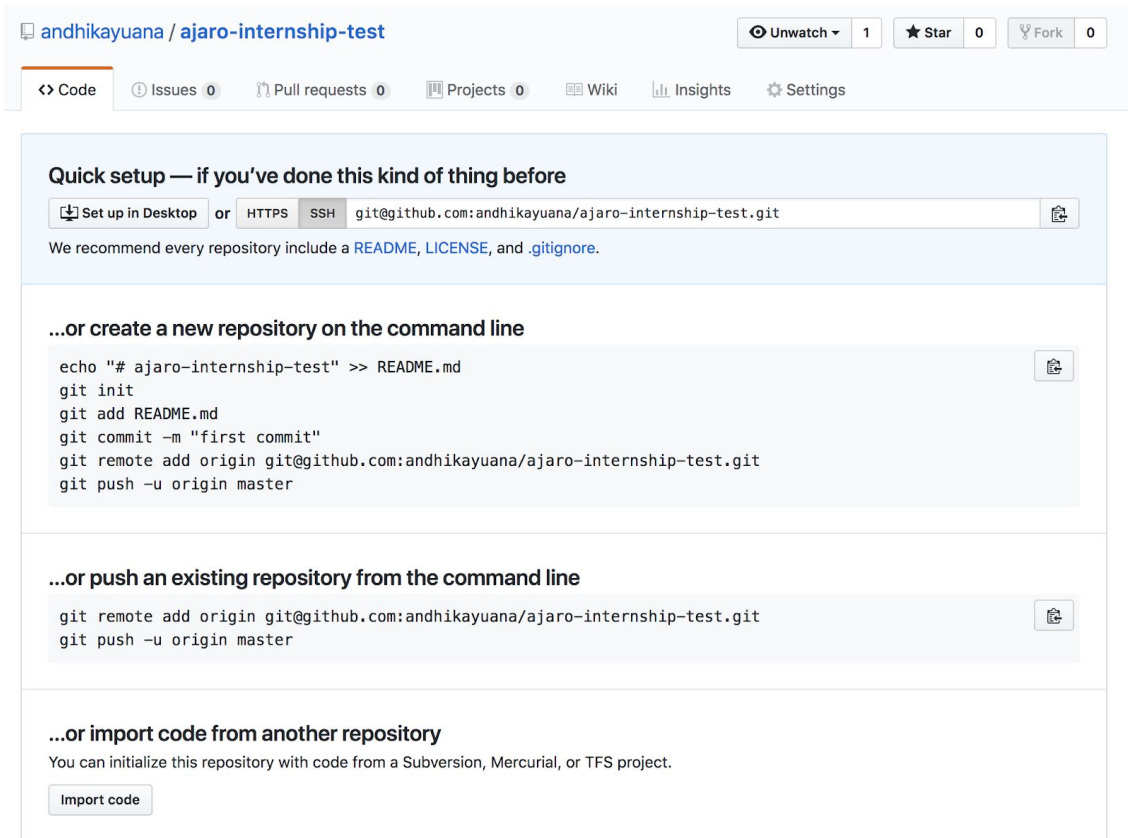 andhikayuana / ajaro-internship-test
Unwatch 1 Star 0 Fork 0
Code Issues 0 Pull requests 0 Projects 0 Wiki Insights Settings
Quick setup — if you’ve done this kind of thing before
Set up in Desktop or HTTPS SSH git@github.com:andhikayuana/ajaro-internship-test.git
We recommend every repository include a README, LICENSE, and .gitignore.
…or create a new repository on the command line
echo "# ajaro-internship-test" >> README.md
git init
git add README.md
git commit -m "first commit"
git remote add origin git@github.com:andhikayuana/ajaro-internship-test.git
git push -u origin master
…or push an existing repository from the command line
git remote add origin git@github.com:andhikayuana/ajaro-internship-test.git
git push -u origin master
…or import code from another repository
You can initialize this repository with code from a Subversion, Mercurial, or TFS project.
Import code